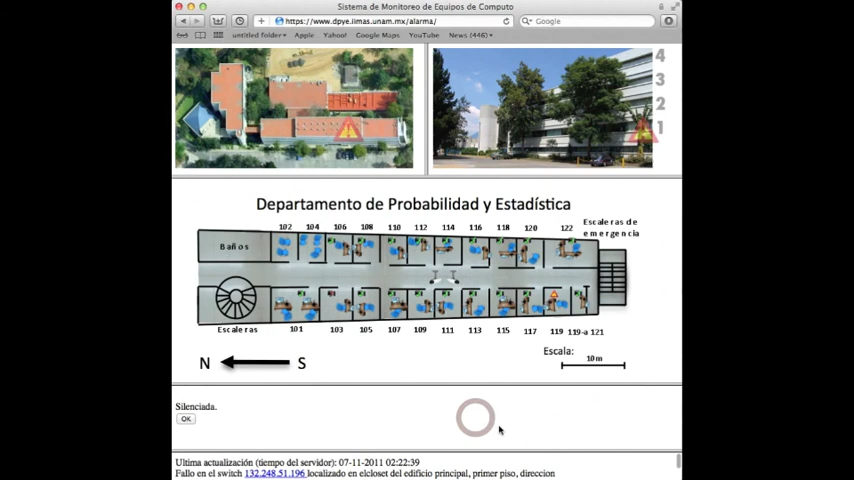 Sistema de Monitoreo de Equipos de Computo
https://www.dpye.iimas.unam.mx/alarma/
Google
untitled folder
Apple
Yahoo!
Google Maps
YouTube
News (446)
4
3
2
1
Departamento de Probabilidad y Estadística
Escaleras de
emergencia
102 104 106 108 110 112 114 116 118 120 122
Baños
Escaleras
101 103 105 107 109 111 113 115 117 119 119-a 121
N S
Escala:
10m
Silenciada.
OK
Ultima actualización (tiempo del servidor): 07-11-2011 02:22:39
Fallo en el switch 132.248.51.196 localizado en elcloset del edificio principal, primer piso, direccion